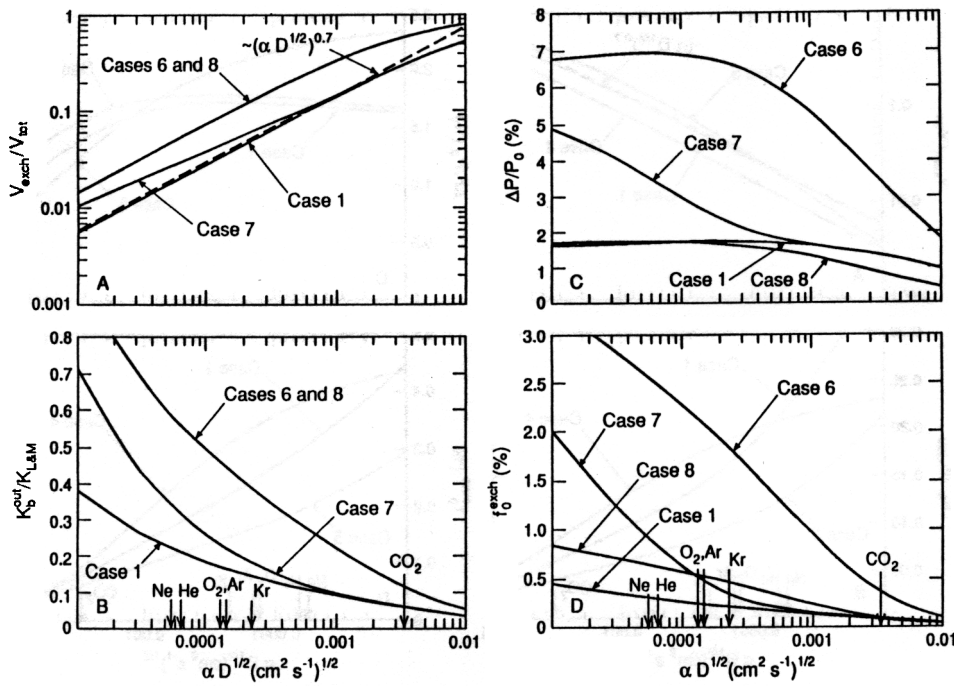 1
0.1
0.01
0.001
V_exch/V_tot
~(α D^1/2)^0.7
Cases 6 and 8
Case 1
Case 7
A
8
7
6
5
4
3
2
1
0
ΔP/P_0 (%)
Case 6
Case 7
Case 1
Case 8
C
0.8
0.7
0.6
0.5
0.4
0.3
0.2
0.1
0
K_b^out/K_L&M
Cases 6 and 8
Case 7
Case 1
Ne He O_2,Ar Kr CO_2
B
0.0001 0.001 0.01
α D^1/2 (cm^2 s^-1)^1/2
3.0
2.5
2.0
1.5
1.0
0.5
0
f_0^exch (%)
Case 6
Case 7
Case 8
Case 1
Ne He O_2,Ar Kr CO_2
D
0.0001 0.001 0.01
α D^1/2 (cm^2 s^-1)^1/2